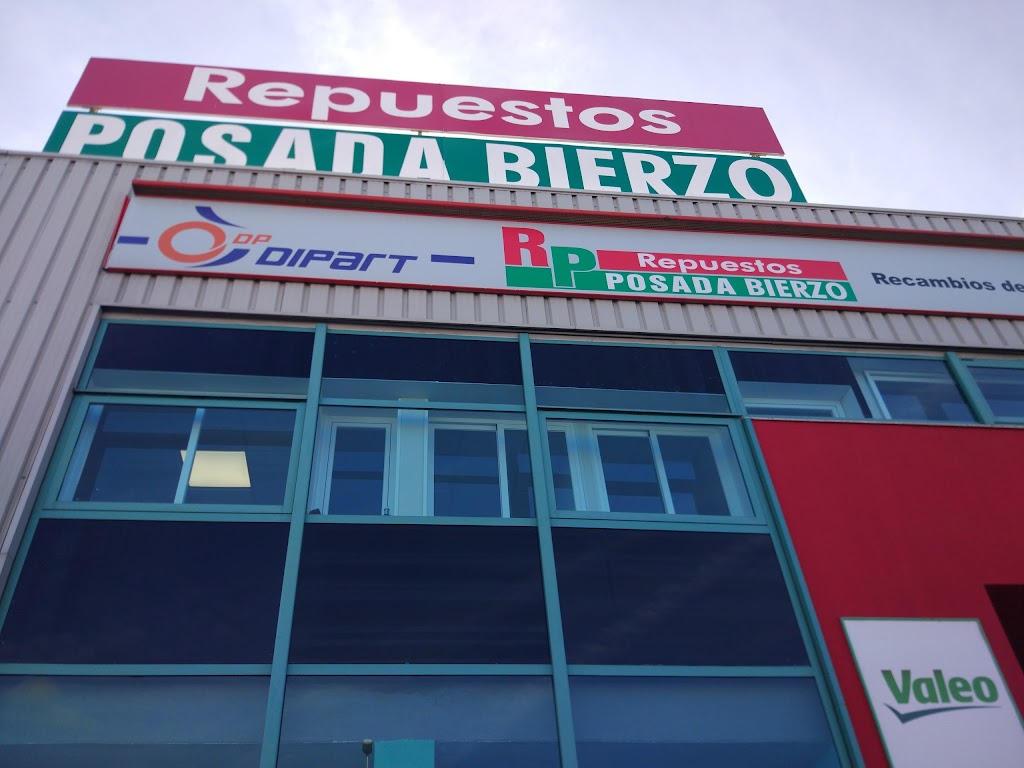 Repuestos
POSADA BIERZO
DP
DIPART
RP
Repuestos
POSADA BIERZO
Recambios de
Valeo